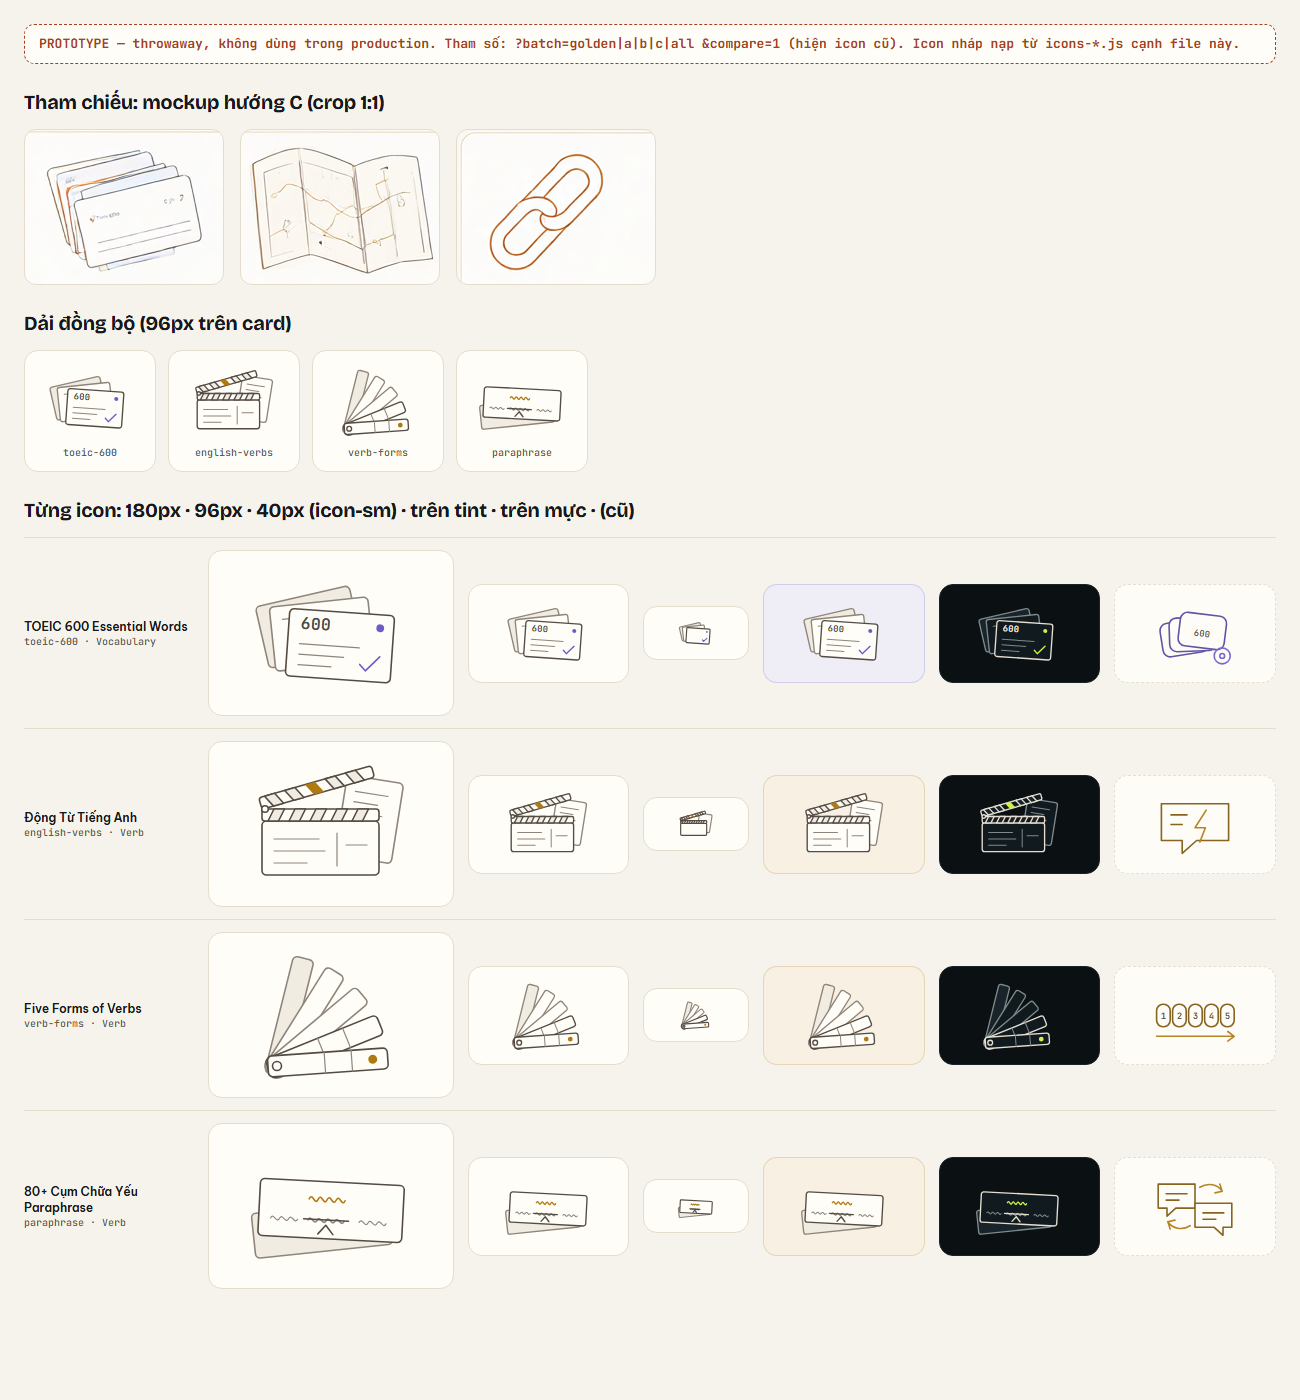 PROTOTYPE — throwaway, không dùng trong production. Tham số: ?batch=golden|a|b|c|all &compare=1 (hiện icon cũ). Icon nháp nạp từ icons-*.js cạnh file này.
Tham chiếu: mockup hướng C (crop 1:1)
Dải đồng bộ (96px trên card)
600
toeic-600
english-verbs
verb-forms
paraphrase
Từng icon: 180px · 96px · 40px (icon-sm) · trên tint · trên mực · (cũ)
TOEIC 600 Essential Words
toeic-600 · Vocabulary
600
600
600
600
600
Động Từ Tiếng Anh
english-verbs · Verb
Five Forms of Verbs
verb-forms · Verb
1 2 3 4 5
80+ Cụm Chữa Yếu
Paraphrase
paraphrase · Verb